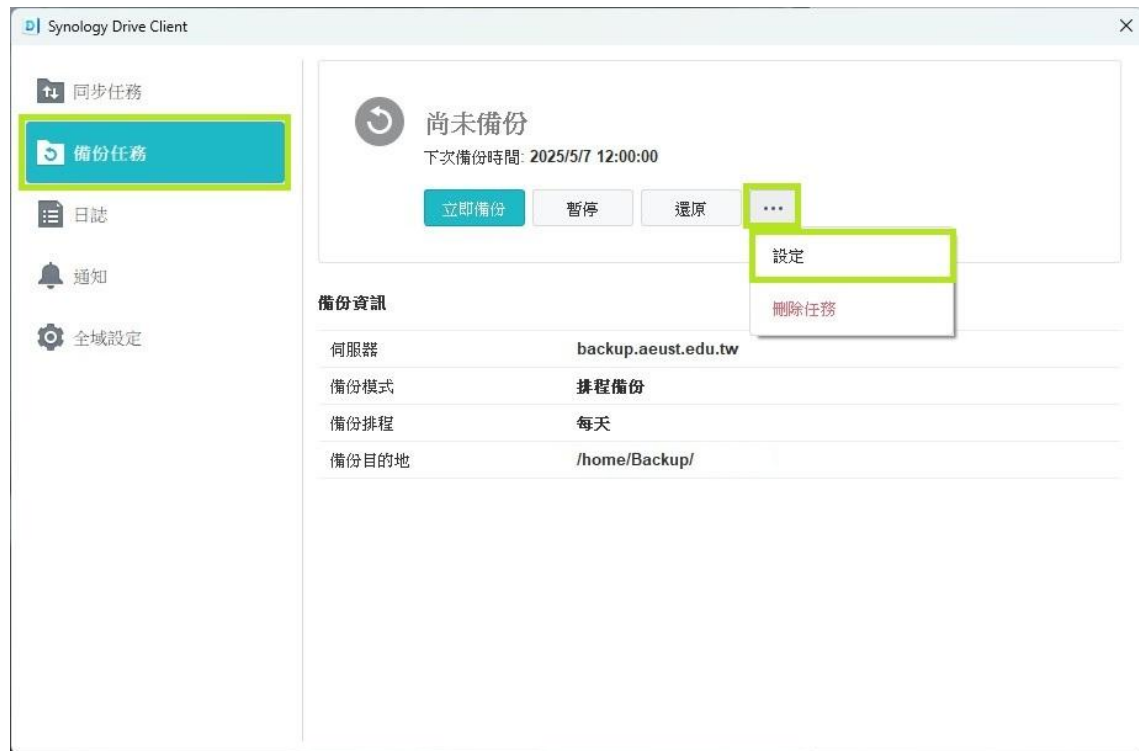 Synology Drive Client
同步任務
備份任務
日誌
通知
全域設定
尚未備份
下次備份時間: 2025/5/7 12:00:00
立即備份 暫停 還原 ...
設定
刪除任務
備份資訊
伺服器 backup.aeust.edu.tw
備份模式 排程備份
備份排程 每天
備份目的地 /home/Backup/